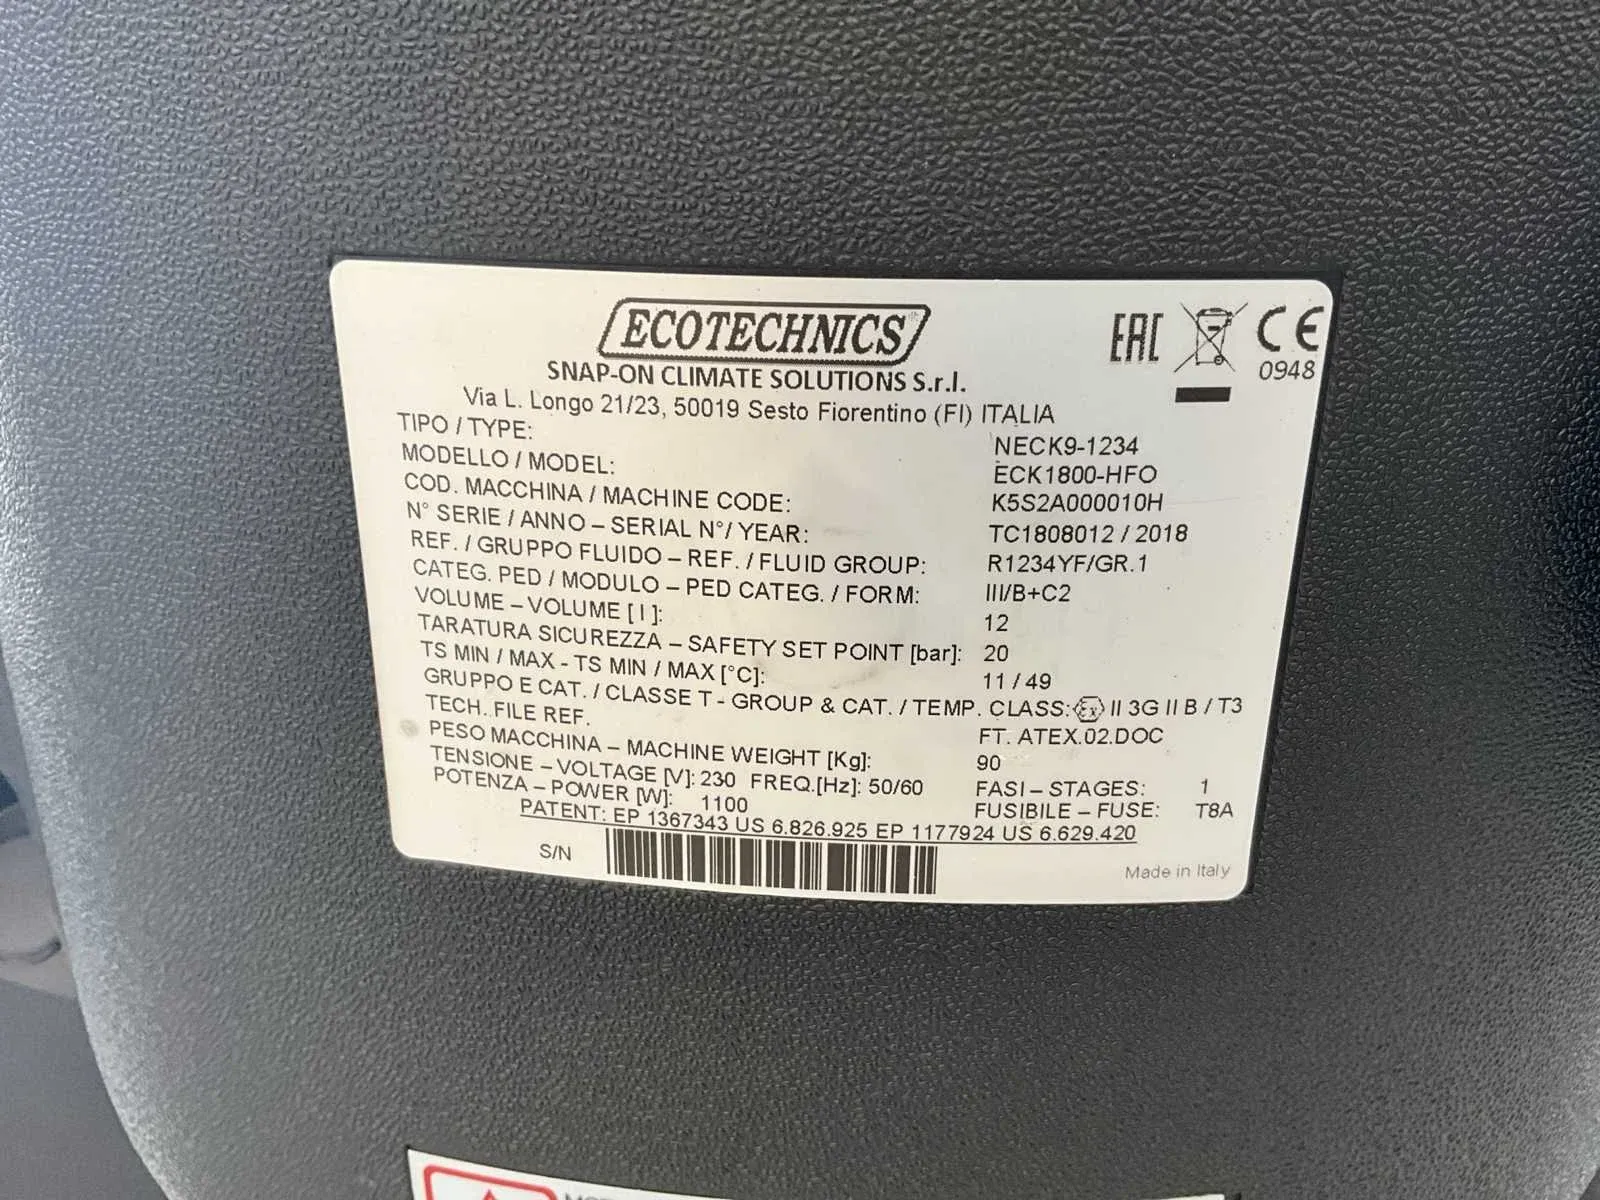 ECOTECHNICS®
SNAP-ON CLIMATE SOLUTIONS S.r.l.
Via L. Longo 21/23, 50019 Sesto Fiorentino (FI) ITALIA
EAC CE
0948
TIPO / TYPE: NECK9-1234
MODELLO / MODEL: ECK1800-HFO
COD. MACCHINA / MACHINE CODE: K5S2A000010H
N° SERIE / ANNO – SERIAL N°/ YEAR: TC1808012 / 2018
REF. / GRUPPO FLUIDO – REF. / FLUID GROUP: R1234YF/GR.1
CATEG. PED / MODULO – PED CATEG. / FORM: III/B+C2
VOLUME – VOLUME [ l ]: 12
TARATURA SICUREZZA – SAFETY SET POINT [bar]: 20
TS MIN / MAX - TS MIN / MAX [°C]: 11 / 49
GRUPPO E CAT. / CLASSE T - GROUP & CAT. / TEMP. CLASS: Ex II 3G II B / T3
TECH. FILE REF. FT. ATEX.02.DOC
PESO MACCHINA – MACHINE WEIGHT [Kg]: 90
TENSIONE – VOLTAGE [V]: 230 FREQ.[Hz]: 50/60 FASI – STAGES: 1
POTENZA – POWER [W]: 1100 FUSIBILE – FUSE: T8A
PATENT: EP 1367343 US 6.826.925 EP 1177924 US 6.629.420
S/N
Made in Italy